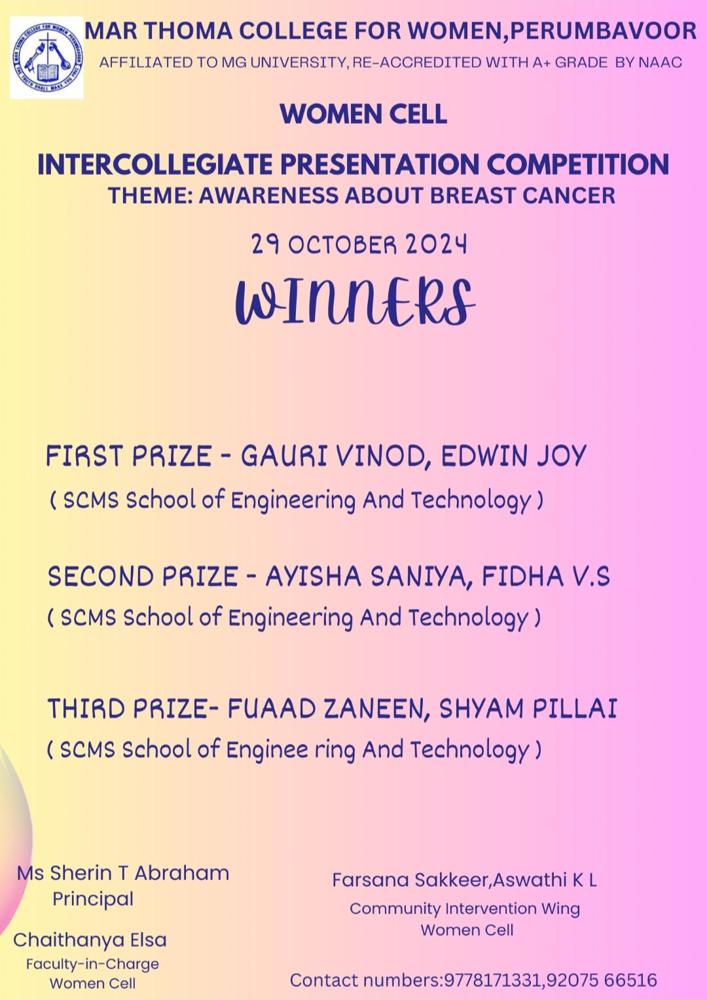 MAR THOMA COLLEGE FOR WOMEN PERUMBAVOOR
THE TRUTH SHALL MAKE YOU FREE
MAR THOMA COLLEGE FOR WOMEN,PERUMBAVOOR
AFFILIATED TO MG UNIVERSITY, RE-ACCREDITED WITH A+ GRADE BY NAAC
WOMEN CELL
INTERCOLLEGIATE PRESENTATION COMPETITION
THEME: AWARENESS ABOUT BREAST CANCER
29 OCTOBER 2024
WINNERS
FIRST PRIZE - GAURI VINOD, EDWIN JOY
( SCMS School of Engineering And Technology )
SECOND PRIZE - AYISHA SANIYA, FIDHA V.S
( SCMS School of Engineering And Technology )
THIRD PRIZE- FUAAD ZANEEN, SHYAM PILLAI
( SCMS School of Enginee ring And Technology )
Ms Sherin T Abraham
Principal
Chaithanya Elsa
Faculty-in-Charge
Women Cell
Farsana Sakkeer,Aswathi K L
Community Intervention Wing
Women Cell
Contact numbers:9778171331,92075 66516